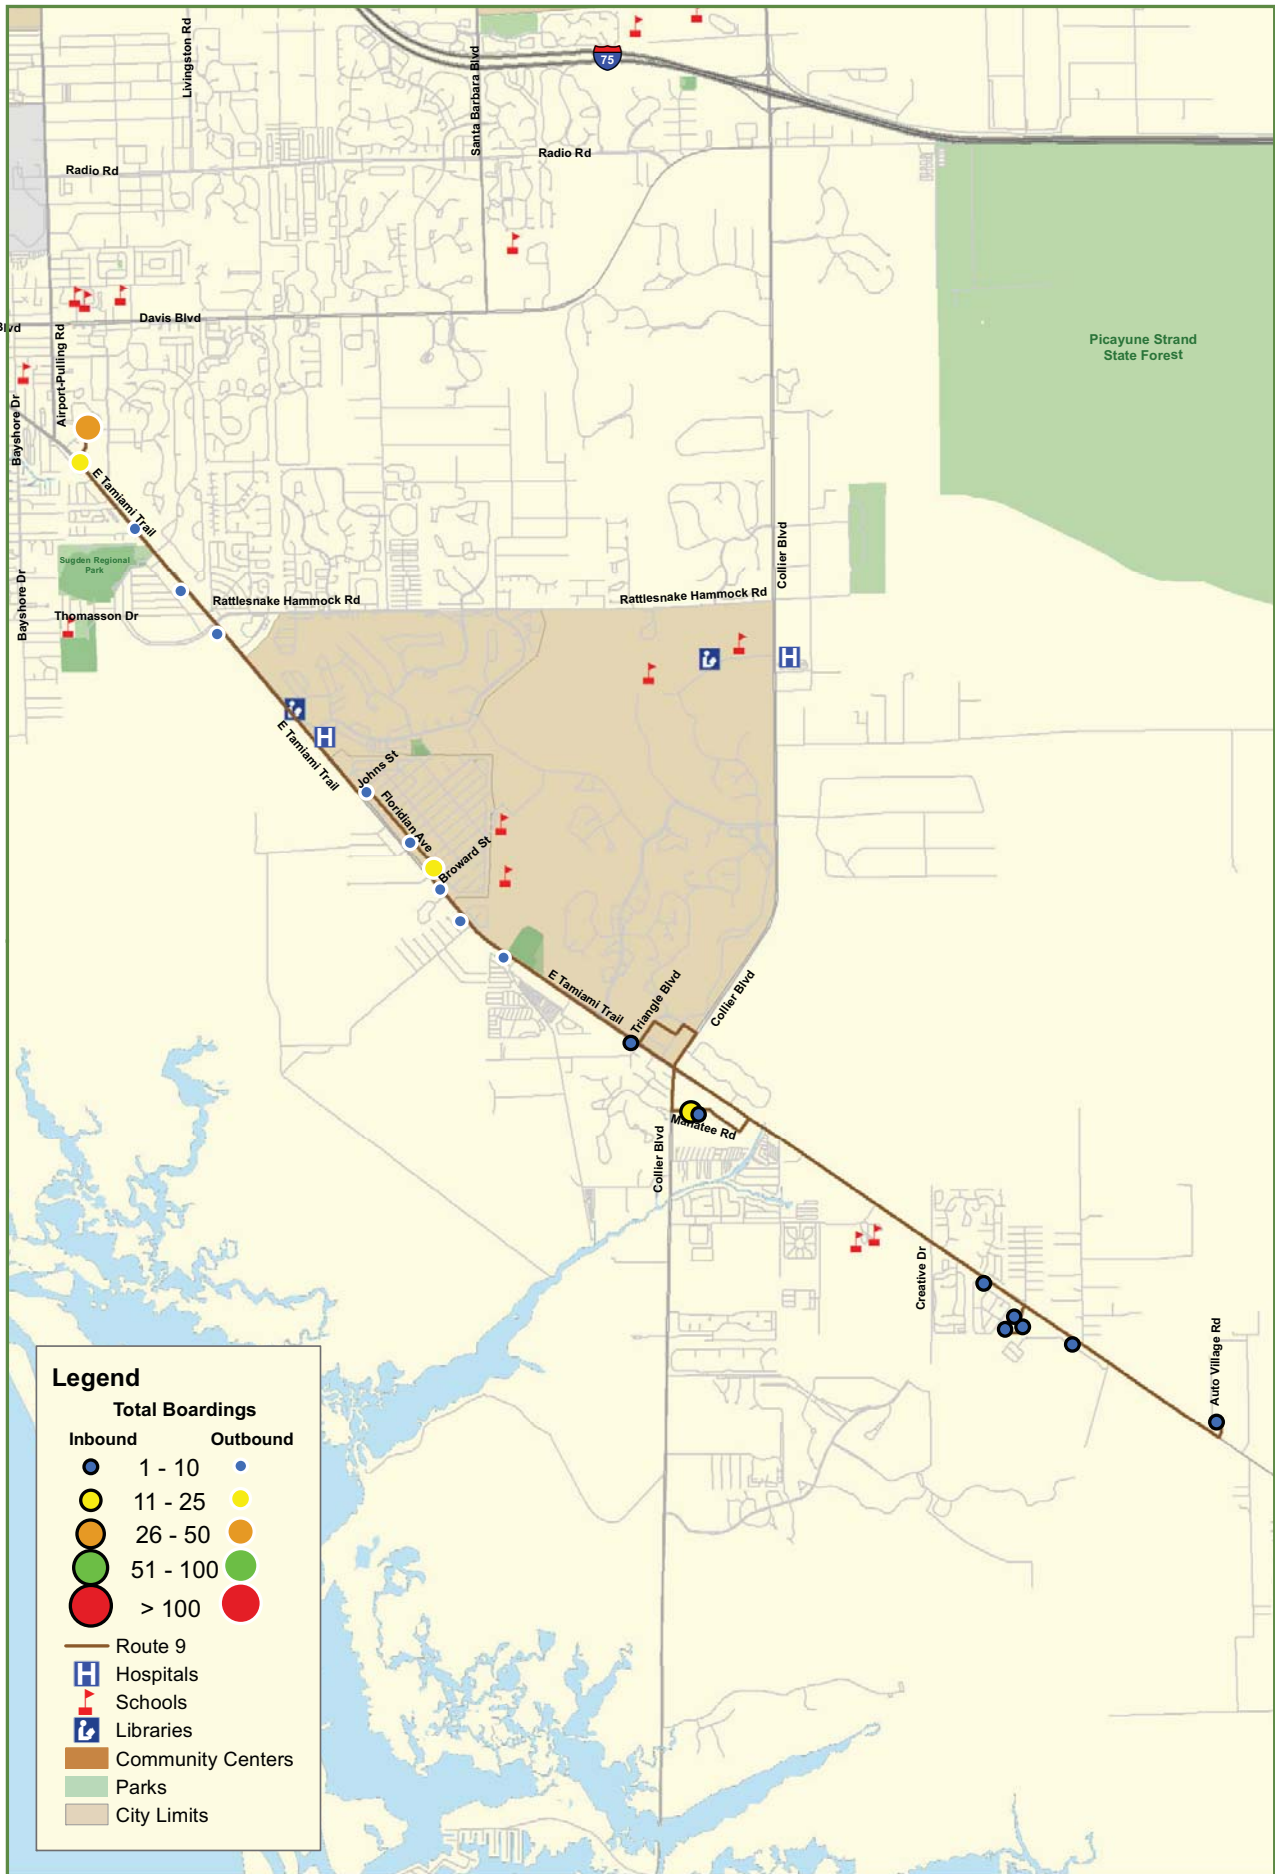 Livingston Rd
Santa Barbara Blvd
75
Radio Rd
Radio Rd
Davis Blvd
Blvd
Airport-Pulling Rd
Bayshore Dr
Picayune Strand
State Forest
E Tamiami Trail
Sugden Regional
Park
Collier Blvd
Bayshore Dr
Thomasson Dr
Rattlesnake Hammock Rd
Rattlesnake Hammock Rd
H
H
E Tamiami Trail
Johns St
Floridian Ave
Broward St
E Tamiami Trail
Triangle Blvd
Collier Blvd
Manatee Rd
Collier Blvd
Creative Dr
Auto Village Rd
Legend
Total Boardings
Inbound Outbound
1 - 10
11 - 25
26 - 50
51 - 100
> 100
Route 9
H Hospitals
Schools
Libraries
Community Centers
Parks
City Limits